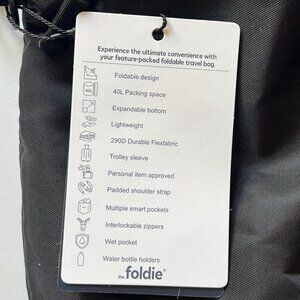 Experience the ultimate convenience with
your feature-packed foldable travel bag
Foldable design
40L Packing space
Expandable bottom
Lightweight
290D Durable Flexfabric
Trolley sleeve
Personal item approved
Padded shoulder strap
Multiple smart pockets
Interlockable zippers
Wet pocket
Water bottle holders
the foldie®